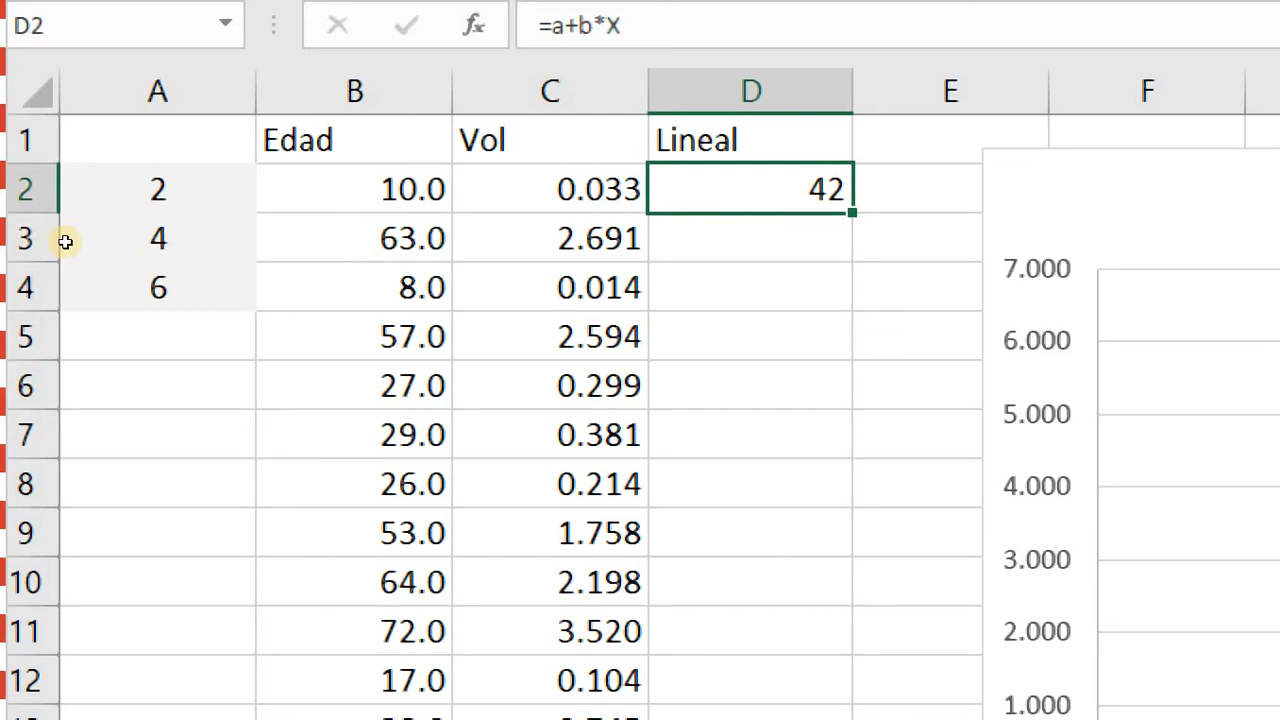 D2 fx =a+b*X
A B C D E F
1 Edad Vol Lineal
2 2 10.0 0.033 42
3 4 63.0 2.691
4 6 8.0 0.014
5 57.0 2.594
6 27.0 0.299
7 29.0 0.381
8 26.0 0.214
9 53.0 1.758
10 64.0 2.198
11 72.0 3.520
12 17.0 0.104
7.000
6.000
5.000
4.000
3.000
2.000
1.000